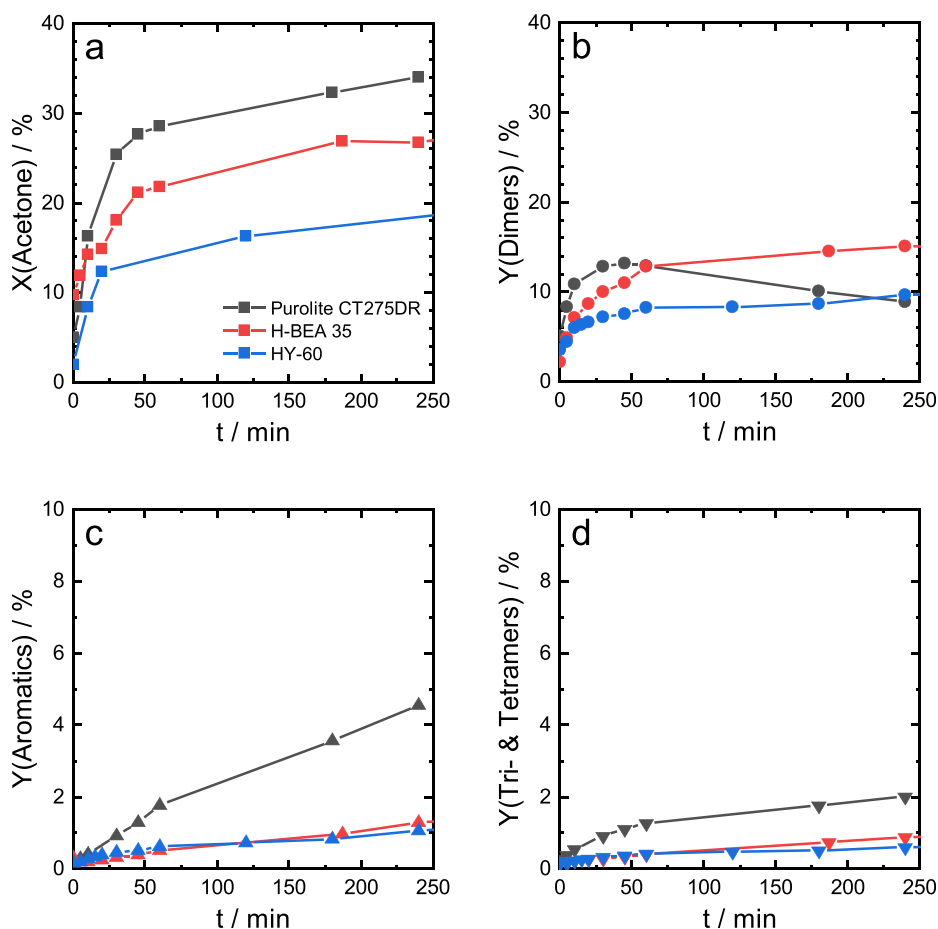 a
X(Acetone) / %
40
30
20
10
0
Purolite CT275DR
H-BEA 35
HY-60
0 50 100 150 200 250
t / min
b
Y(Dimers) / %
40
30
20
10
0
0 50 100 150 200 250
t / min
c
Y(Aromatics) / %
10
8
6
4
2
0
0 50 100 150 200 250
t / min
d
Y(Tri- & Tetramers) / %
10
8
6
4
2
0
0 50 100 150 200 250
t / min